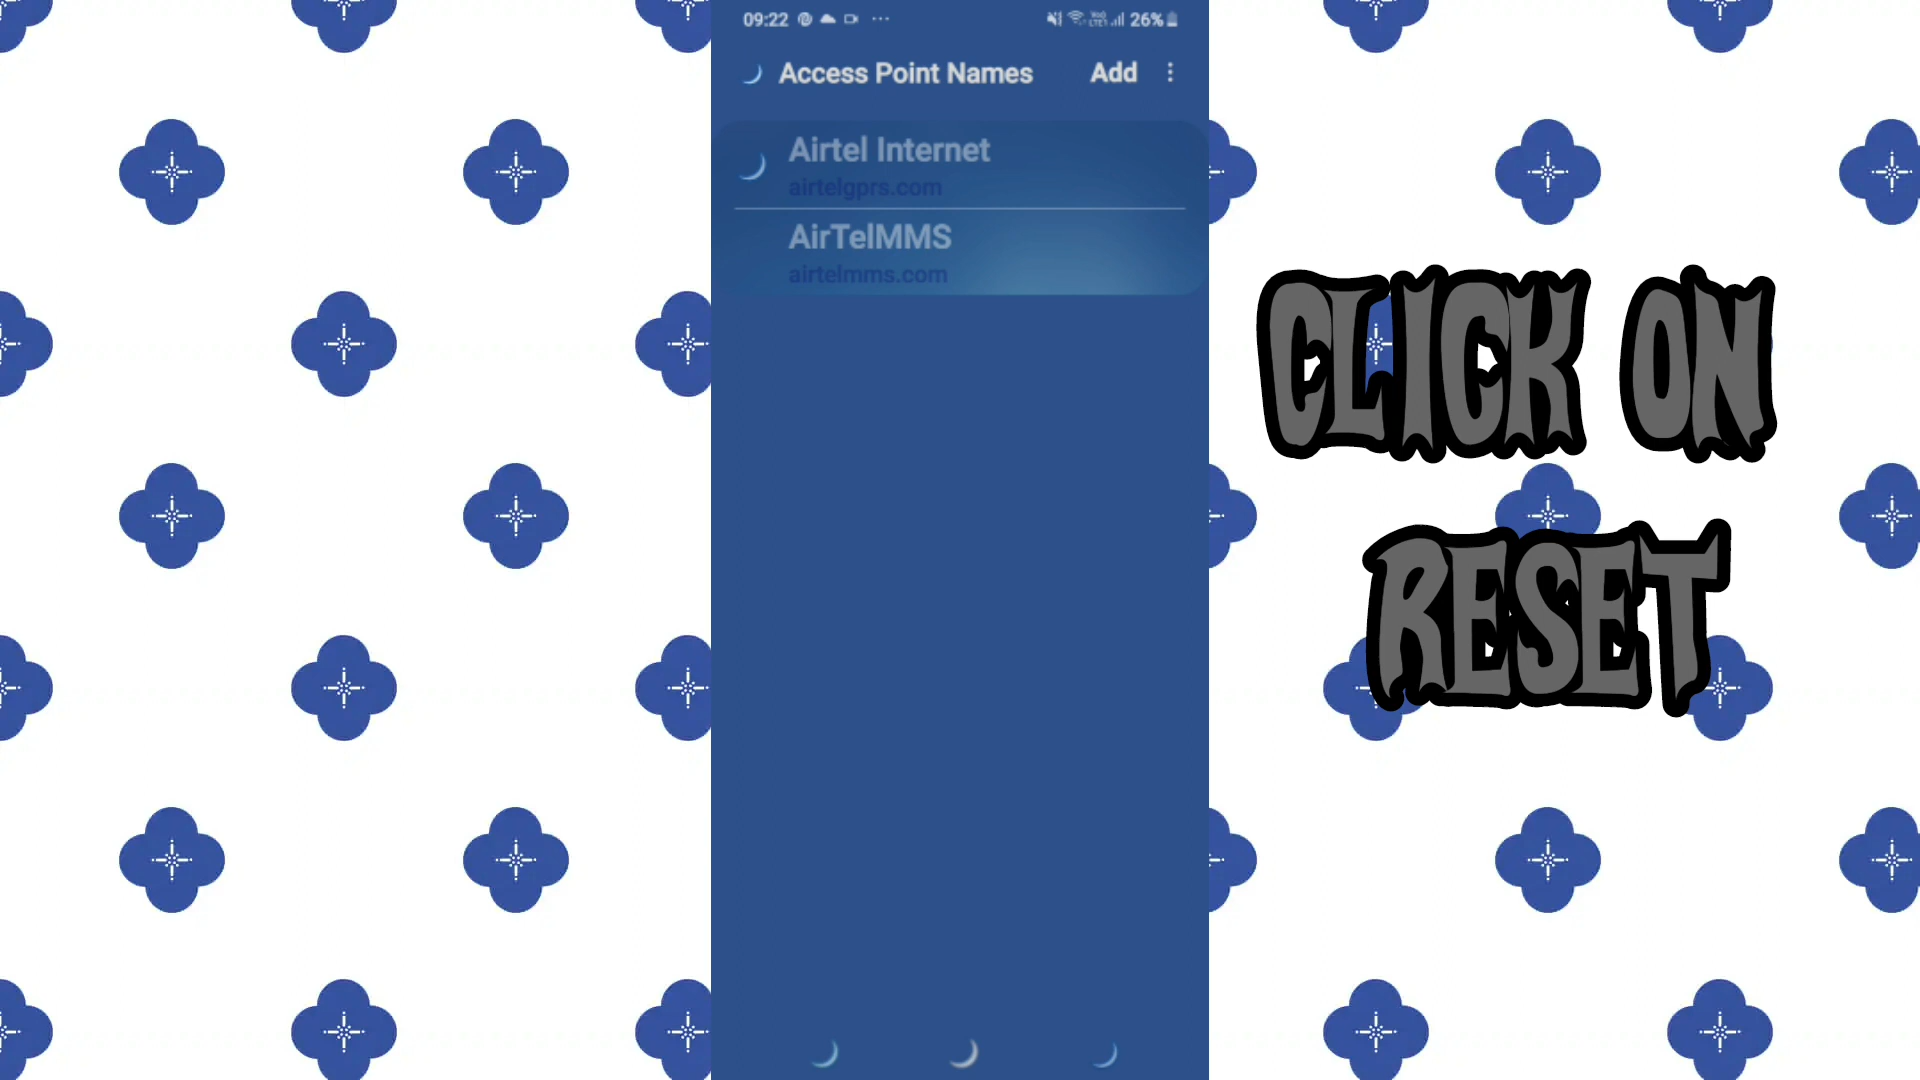 09:22 26%
Access Point Names Add
Airtel Internet
airtelgprs.com
AirTelMMS
airtelmms.com
CLICK ON
RESET